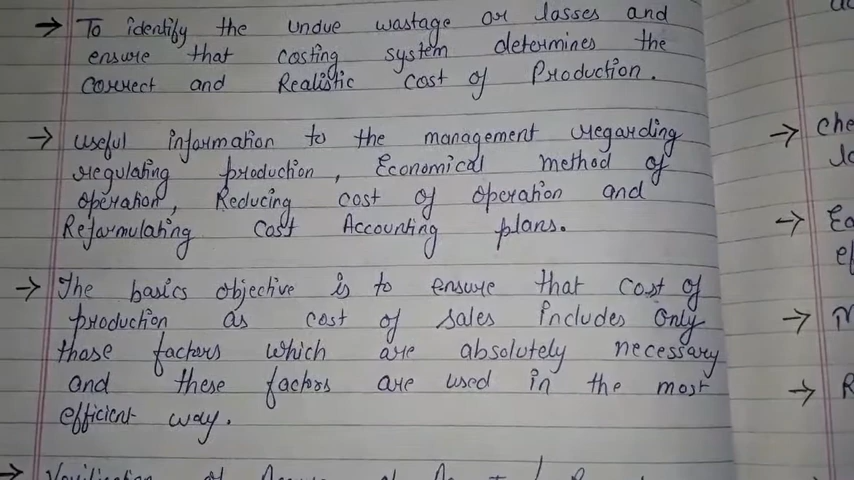 → To identify the undue wastage or losses and
ensure that costing system determines the
correct and Realistic cost of Production.
→ useful information to the management regarding
regulating production, Economical method of
operation, Reducing cost of operation and
Reformulating Cost Accounting plans.
→ The basics objective is to ensure that cost of
production as cost of sales includes only
those factors which are absolutely necessary
and these factors are used in the most
efficient way.
→ Che
→ Ea
→
→ R